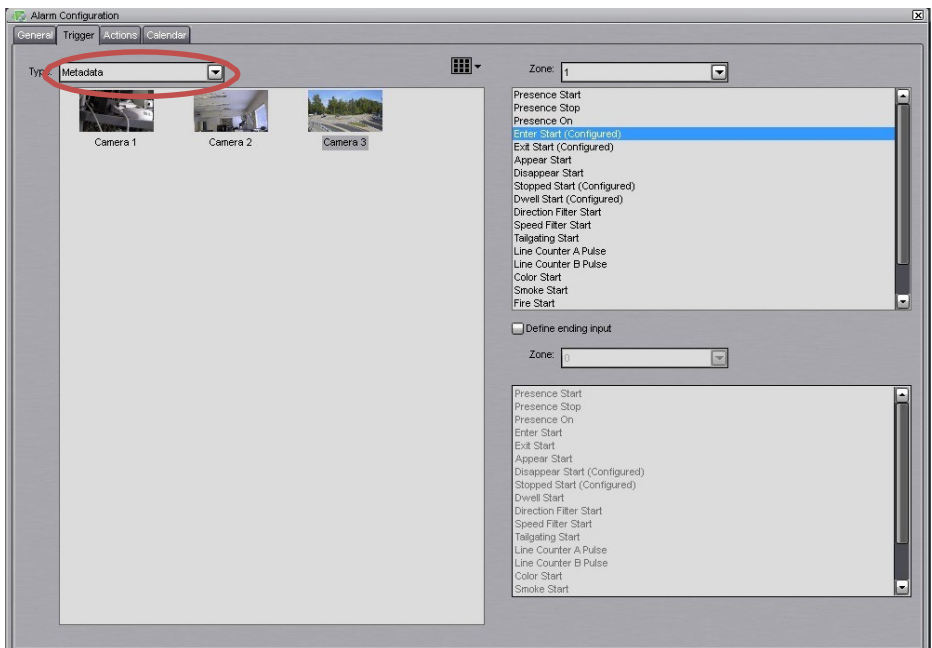 Alarm Configuration
General Trigger Actions Calendar
Metadata
Zone: 1
Camera 1 Camera 2 Camera 3
Presence Start
Presence Stop
Presence On
Enter Start (Configured)
Exit Start (Configured)
Appear Start
Disappear Start
Stopped Start (Configured)
Dwell Start (Configured)
Direction Filter Start
Speed Filter Start
Tailgating Start
Line Counter A Pulse
Line Counter B Pulse
Color Start
Smoke Start
Fire Start
Define ending input
Zone: 0
Presence Start
Presence Stop
Presence On
Enter Start
Exit Start
Appear Start
Disappear Start (Configured)
Stopped Start (Configured)
Dwell Start
Direction Filter Start
Speed Filter Start
Tailgating Start
Line Counter A Pulse
Line Counter B Pulse
Color Start
Smoke Start